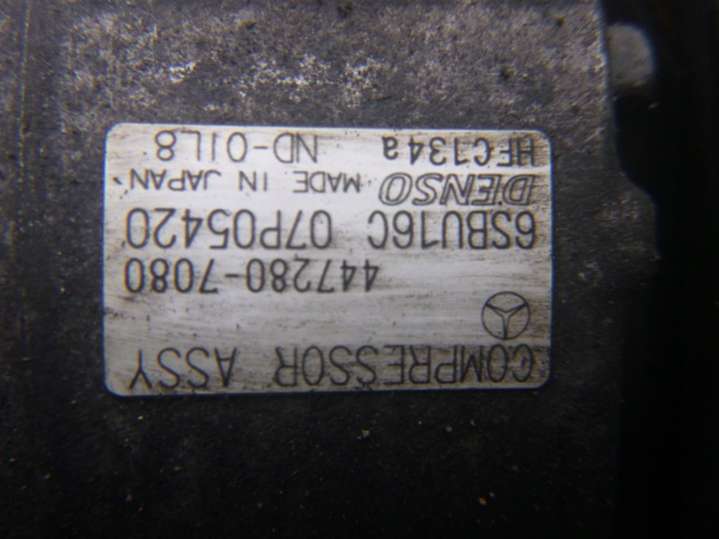 COMPRESSOR ASSY
447280-7080
6SBU16C 07P05420
DENSO MADE IN JAPAN
HFC134a ND-OIL8